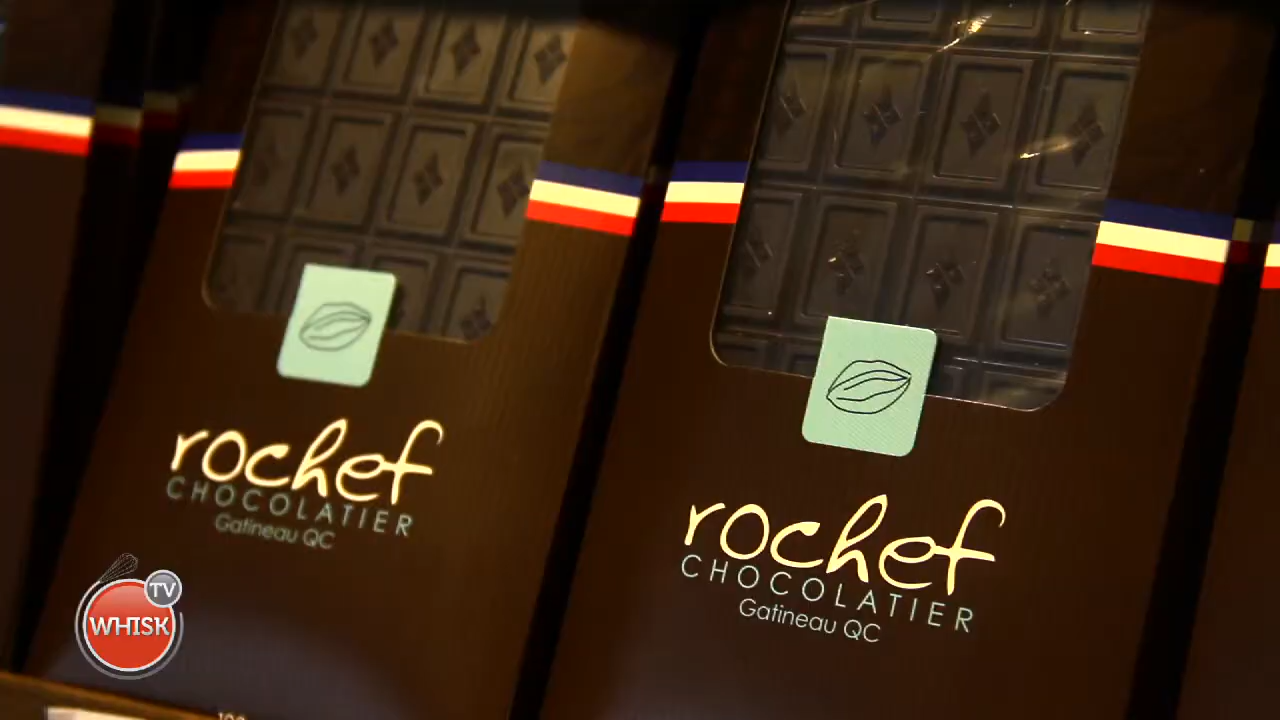 rochef
CHOCOLATIER
Gatineau QC
rochef
CHOCOLATIER
Gatineau QC
TV
WHISK